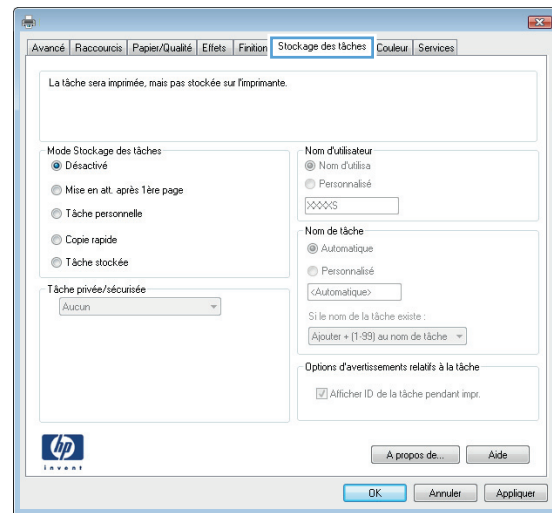 Avancé Raccourcis Papier/Qualité Effets Finition Stockage des tâches Couleur Services
La tâche sera imprimée, mais pas stockée sur l'imprimante.
Mode Stockage des tâches
Désactivé
Mise en att. après 1ère page
Tâche personnelle
Copie rapide
Tâche stockée
Tâche privée/sécurisée
Aucun
Nom d'utilisateur
Nom d'utilisa
Personnalisé
XXXXS
Nom de tâche
Automatique
Personnalisé
<Automatique>
Si le nom de la tâche existe :
Ajouter + (1-99) au nom de tâche
Options d'avertissements relatifs à la tâche
Afficher ID de la tâche pendant impr.
hp
invent
A propos de... Aide
OK Annuler Appliquer